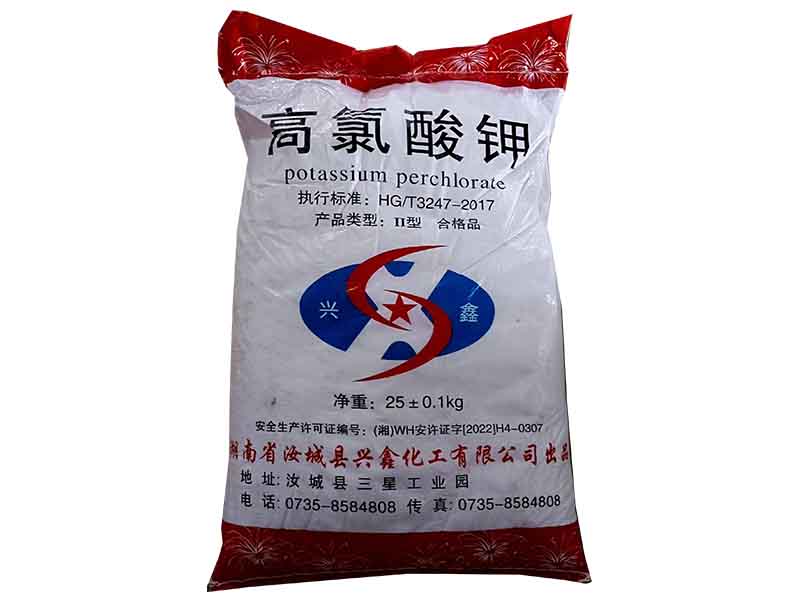 高氯酸钾
potassium perchlorate
执行标准：HG/T3247-2017
产品类型：II型 合格品
兴 鑫
净重：25±0.1kg
安全生产许可证编号：(湘)WH安许证字[2022]H4-0307
湖南省汝城县兴鑫化工有限公司出品
地址:汝城县三星工业园
电话:0735-8584808 传真:0735-8584808